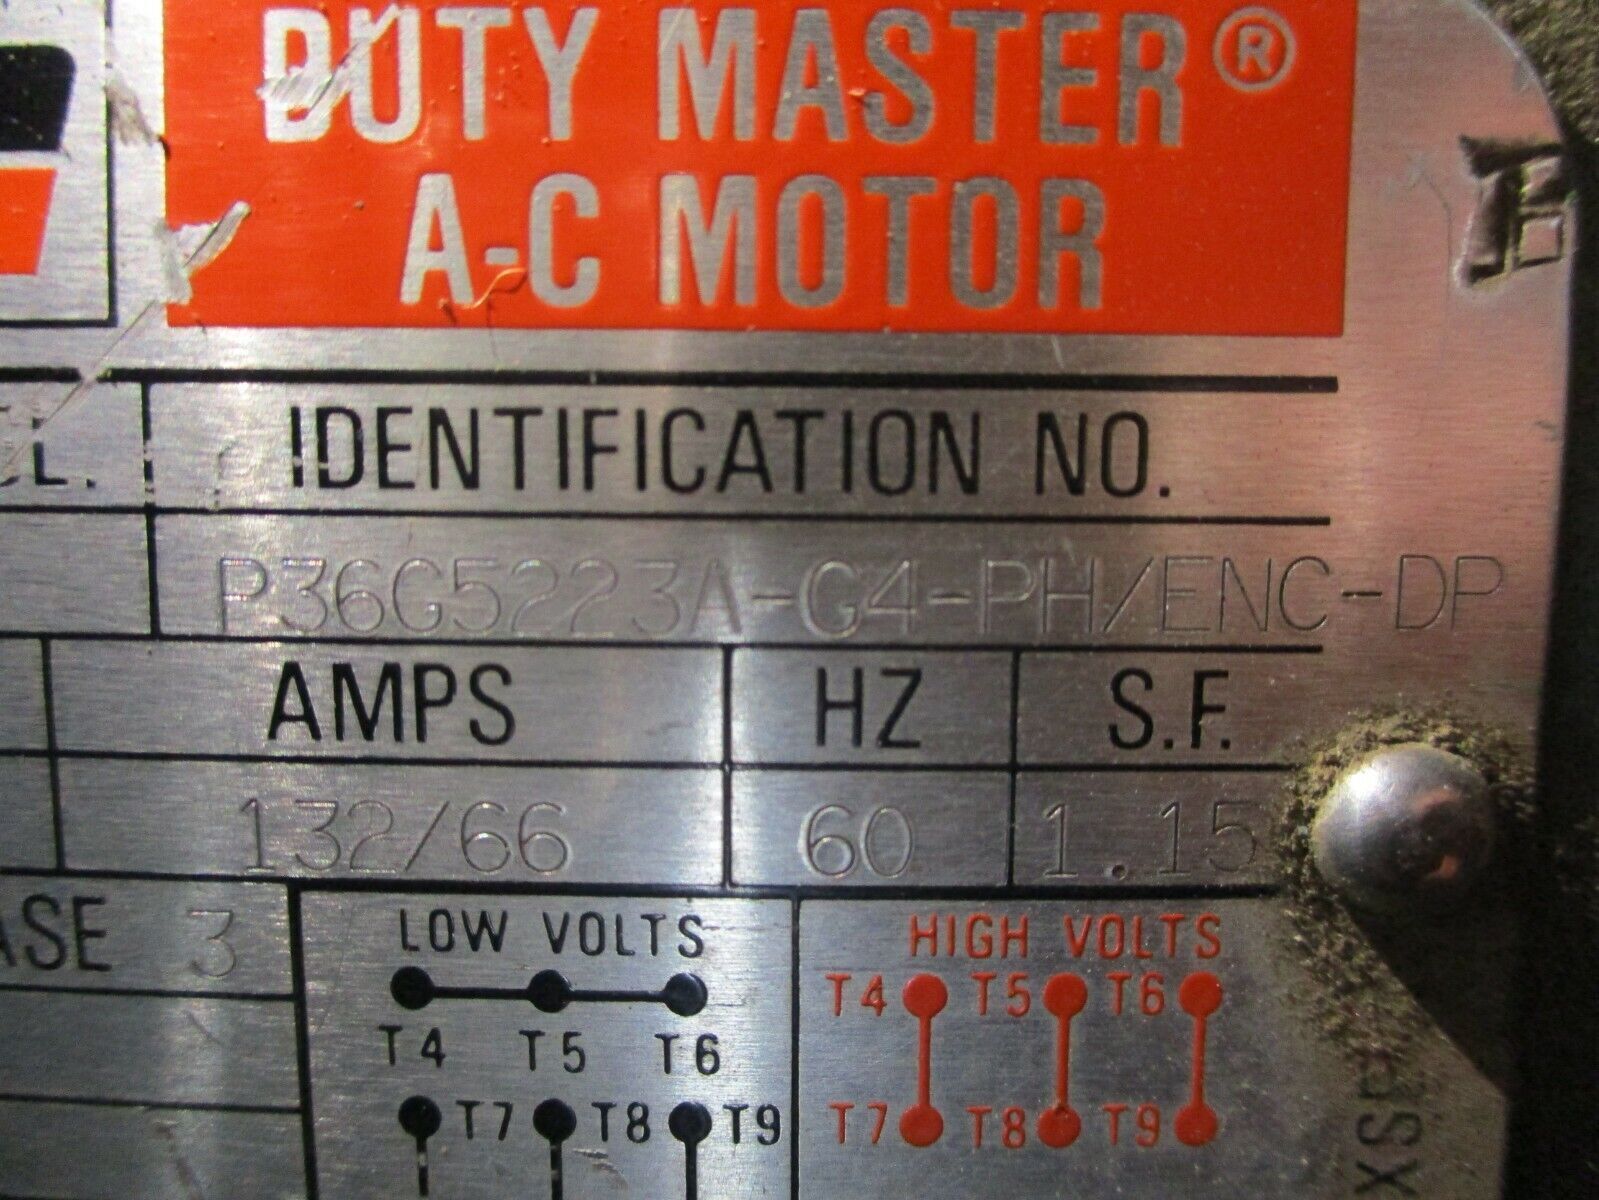 DUTY MASTER®
A-C MOTOR
IDENTIFICATION NO.
P36G5223A-G4-PH/ENC-DP
AMPS HZ S.F.
132/66 60 1.15
ASE 3 LOW VOLTS HIGH VOLTS
T4 T5 T6
T4 T5 T6
T7 T8 T9
T7 T8 T9